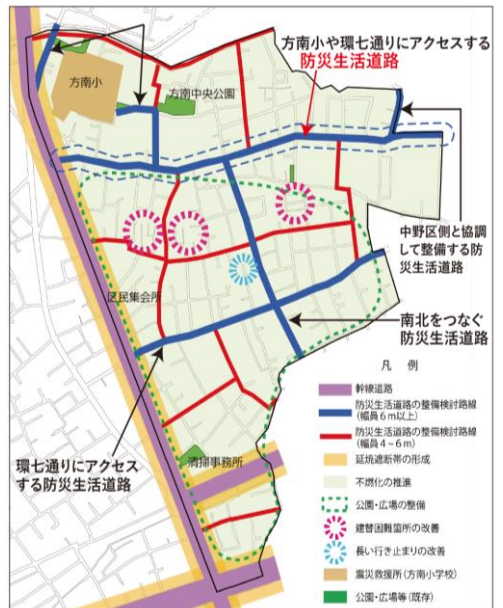 方南小や環七通りにアクセスする
防災生活道路
方南小
方南中央公園
中野区側と協調
して整備する防
災生活道路
区民集会所
南北をつなぐ
防災生活道路
環七通りにアクセス
する防災生活道路
清掃事務所
凡 例
幹線道路
防災生活道路の整備検討路線
(幅員6m以上)
防災生活道路の整備検討路線
(幅員4~6m)
延焼遮断帯の形成
不燃化の推進
公園・広場の整備
建替困難箇所の改善
長い行き止まりの改善
震災救援所(方南小学校)
公園・広場等(既存)